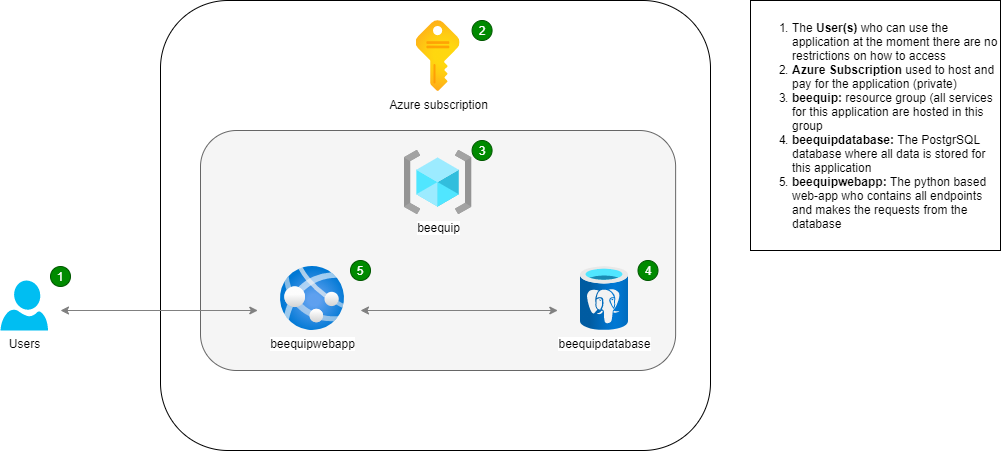 2
Azure subscription
3
beequip
1
Users
5
beequipwebapp
4
beequipdatabase
1. The User(s) who can use the
application at the moment there are no
restrictions on how to access
2. Azure Subscription used to host and
pay for the application (private)
3. beequip: resource group (all services
for this application are hosted in this
group
4. beequipdatabase: The PostgrSQL
database where all data is stored for
this application
5. beequipwebapp: The python based
web-app who contains all endpoints
and makes the requests from the
database